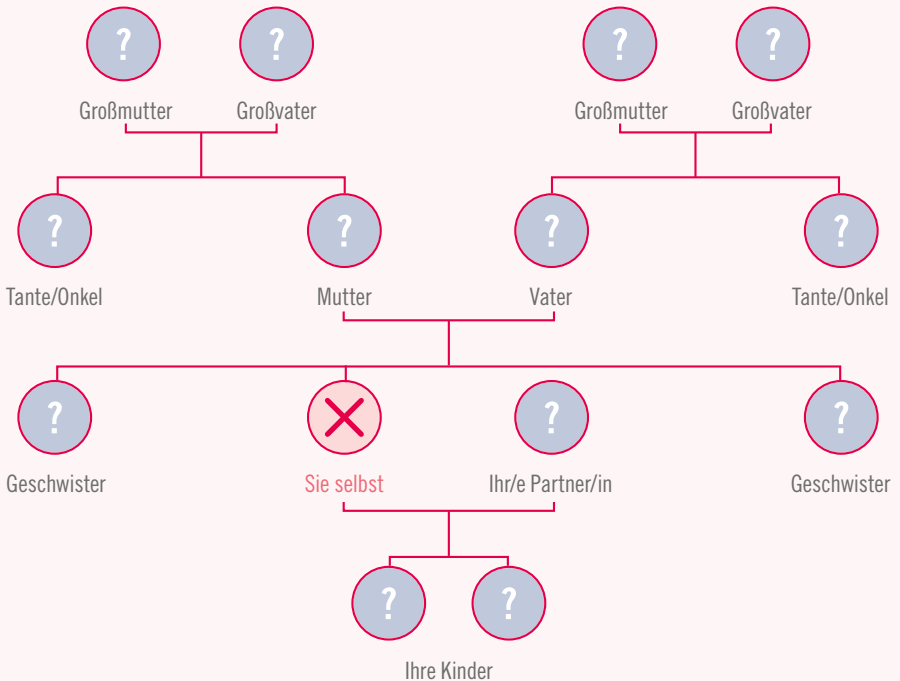 ? ? ? ?
Großmutter Großvater Großmutter Großvater
? ? ? ?
Tante/Onkel Mutter Vater Tante/Onkel
? ? ?
Geschwister Sie selbst Ihr/e Partner/in Geschwister
? ?
Ihre Kinder